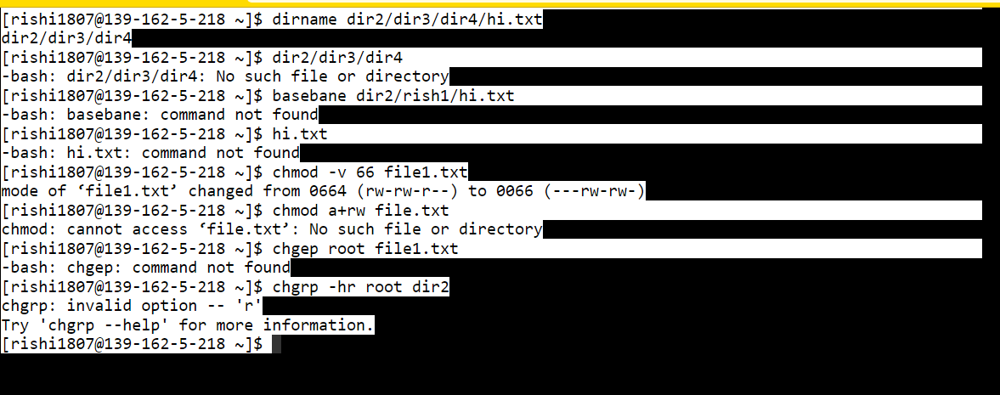 [rishi1807@139-162-5-218 ~]$ dirname dir2/dir3/dir4/hi.txt
dir2/dir3/dir4
[rishi1807@139-162-5-218 ~]$ dir2/dir3/dir4
-bash: dir2/dir3/dir4: No such file or directory
[rishi1807@139-162-5-218 ~]$ basebane dir2/rish1/hi.txt
-bash: basebane: command not found
[rishi1807@139-162-5-218 ~]$ hi.txt
-bash: hi.txt: command not found
[rishi1807@139-162-5-218 ~]$ chmod -v 66 file1.txt
mode of ‘file1.txt’ changed from 0664 (rw-rw-r--) to 0066 (---rw-rw-)
[rishi1807@139-162-5-218 ~]$ chmod a+rw file.txt
chmod: cannot access ‘file.txt’: No such file or directory
[rishi1807@139-162-5-218 ~]$ chgep root file1.txt
-bash: chgep: command not found
[rishi1807@139-162-5-218 ~]$ chgrp -hr root dir2
chgrp: invalid option -- 'r'
Try 'chgrp --help' for more information.
[rishi1807@139-162-5-218 ~]$